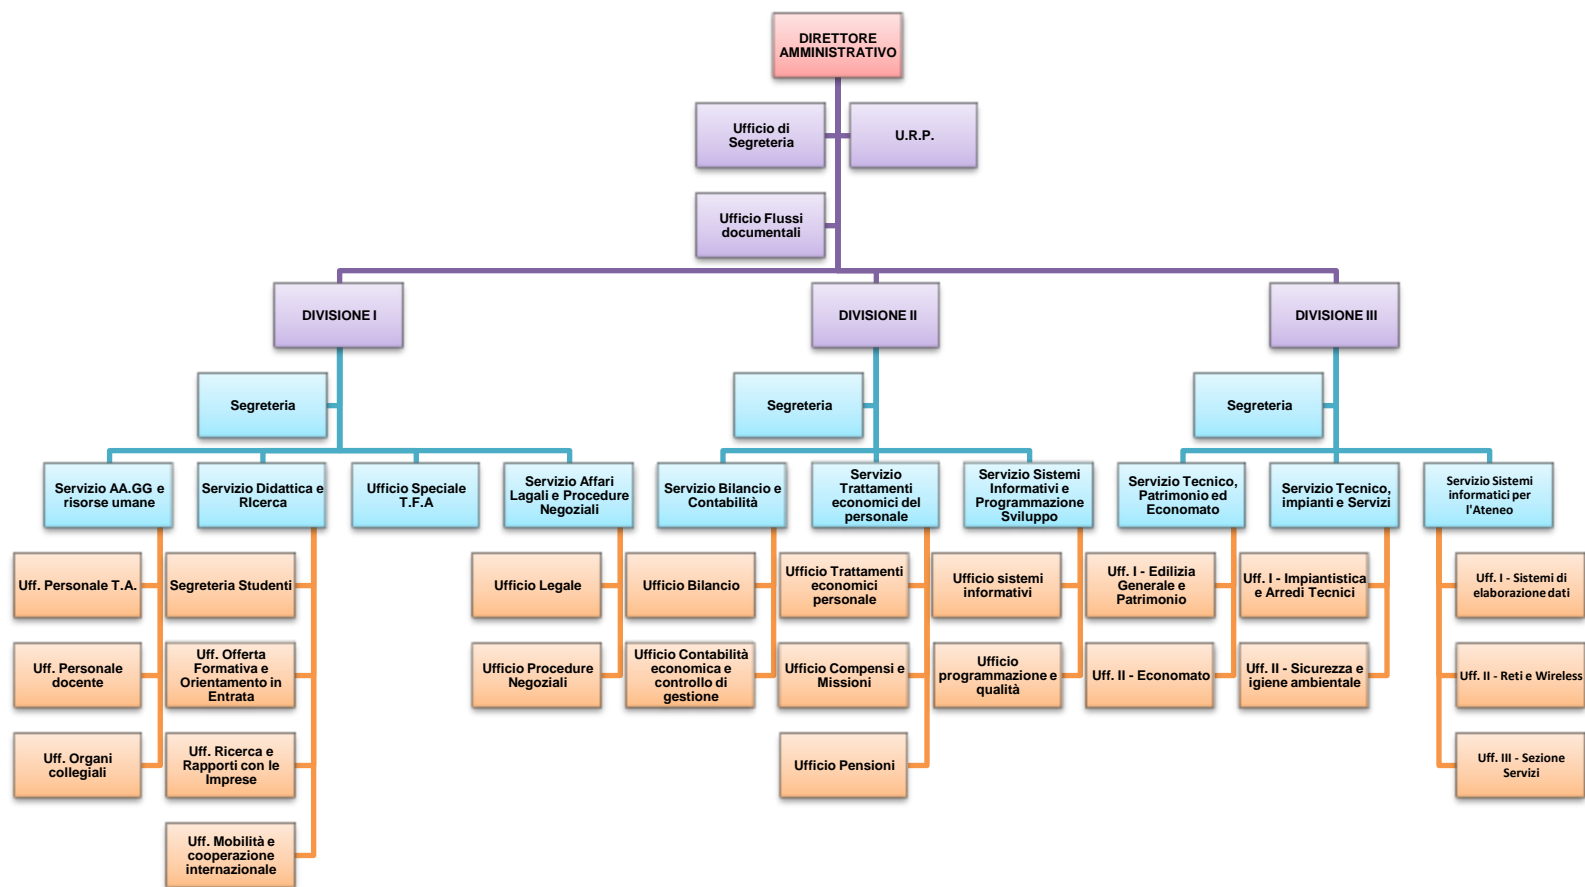 DIRETTORE
AMMINISTRATIVO
Ufficio di
Segreteria
U.R.P.
Ufficio Flussi
documentali
DIVISIONE I
DIVISIONE II
DIVISIONE III
Segreteria
Segreteria
Segreteria
Servizio AA.GG e
risorse umane
Servizio Didattica e
RIcerca
Ufficio Speciale
T.F.A
Servizio Affari
Lagali e Procedure
Negoziali
Servizio Bilancio e
Contabilità
Servizio
Trattamenti
economici del
personale
Servizio Sistemi
Informativi e
Programmazione
Sviluppo
Servizio Tecnico,
Patrimonio ed
Economato
Servizio Tecnico,
impianti e Servizi
Servizio Sistemi
informatici per
l'Ateneo
Uff. Personale T.A.
Segreteria Studenti
Ufficio Legale
Ufficio Bilancio
Ufficio Trattamenti
economici
personale
Ufficio sistemi
informativi
Uff. I - Edilizia
Generale e
Patrimonio
Uff. I - Impiantistica
e Arredi Tecnici
Uff. I - Sistemi di
elaborazione dati
Uff. Personale
docente
Uff. Offerta
Formativa e
Orientamento in
Entrata
Ufficio Procedure
Negoziali
Ufficio Contabilità
economica e
controllo di
gestione
Ufficio Compensi e
Missioni
Ufficio
programmazione e
qualità
Uff. II - Economato
Uff. II - Sicurezza e
igiene ambientale
Uff. II - Reti e Wireless
Uff. Organi
collegiali
Uff. Ricerca e
Rapporti con le
Imprese
Ufficio Pensioni
Uff. III - Sezione
Servizi
Uff. Mobilità e
cooperazione
internazionale